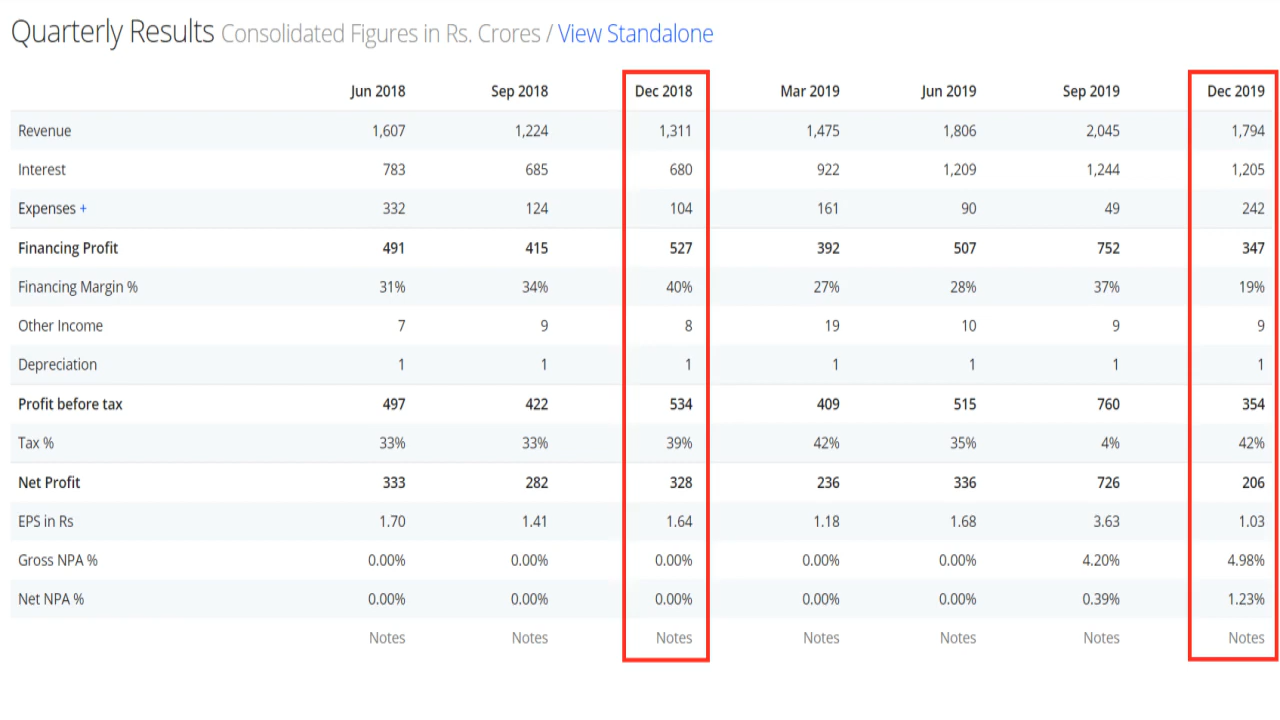 Quarterly Results Consolidated Figures in Rs. Crores / View Standalone
Jun 2018 Sep 2018 Dec 2018 Mar 2019 Jun 2019 Sep 2019 Dec 2019
Revenue 1,607 1,224 1,311 1,475 1,806 2,045 1,794
Interest 783 685 680 922 1,209 1,244 1,205
Expenses + 332 124 104 161 90 49 242
Financing Profit 491 415 527 392 507 752 347
Financing Margin % 31% 34% 40% 27% 28% 37% 19%
Other Income 7 9 8 19 10 9 9
Depreciation 1 1 1 1 1 1 1
Profit before tax 497 422 534 409 515 760 354
Tax % 33% 33% 39% 42% 35% 4% 42%
Net Profit 333 282 328 236 336 726 206
EPS in Rs 1.70 1.41 1.64 1.18 1.68 3.63 1.03
Gross NPA % 0.00% 0.00% 0.00% 0.00% 0.00% 4.20% 4.98%
Net NPA % 0.00% 0.00% 0.00% 0.00% 0.00% 0.39% 1.23%
Notes Notes Notes Notes Notes Notes Notes